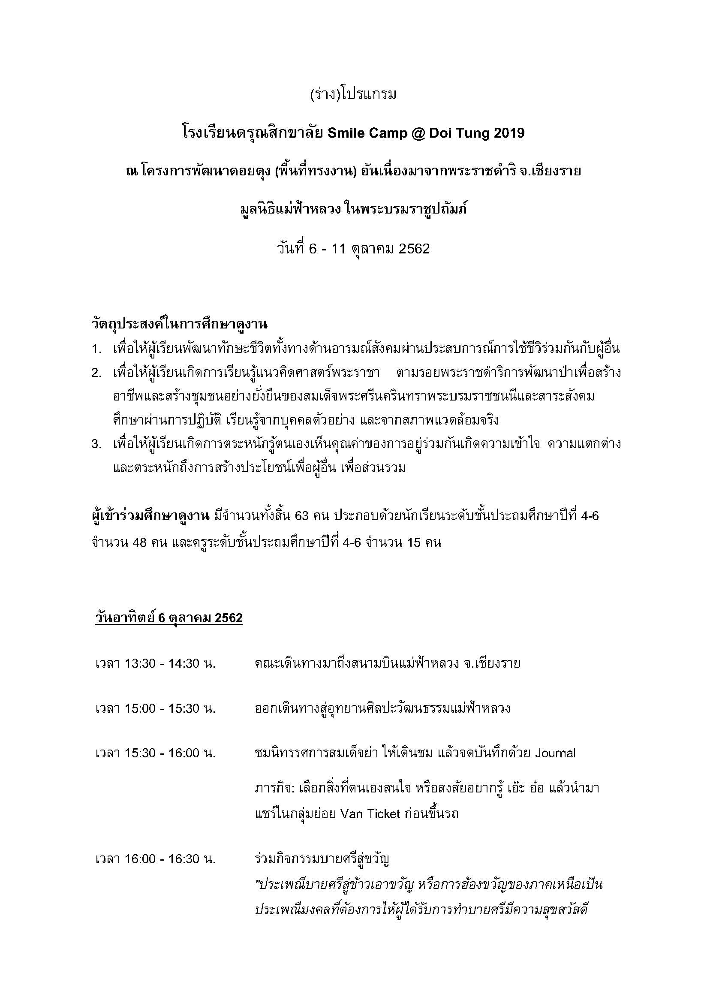 (ร่าง)โปรแกรม
โรงเรียนดรุณสิกขาลัย Smile Camp @ Doi Tung 2019
ณ โครงการพัฒนาดอยตุง (พื้นที่ทรงงาน) อันเนื่องมาจากพระราชดำริ จ.เชียงราย
มูลนิธิแม่ฟ้าหลวง ในพระบรมราชูปถัมภ์
วันที่ 6 - 11 ตุลาคม 2562
วัตถุประสงค์ในการศึกษาดูงาน
1. เพื่อให้ผู้เรียนพัฒนาทักษะชีวิตทั้งทางด้านอารมณ์สังคมผ่านประสบการณ์การใช้ชีวิร่วมกันกับผู้อื่น
2. เพื่อให้ผู้เรียนเกิดการเรียนรู้แนวคิดศาสตร์พระราชา ตามรอยพระราชดำริการพัฒนาป่าเพื่อสร้าง
อาชีพและสร้างชุมชนอย่างยั่งยืนของสมเด็จพระศรีนครินทราพระบรมราชชนนีและสาระสังคม
ศึกษาผ่านการปฏิบัติ เรียนรู้จากบุคคลตัวอย่าง และจากสภาพแวดล้อมจริง
3. เพื่อให้ผู้เรียนเกิดการตระหนักรู้ตนเองเห็นคุณค่าของการอยู่ร่วมกันเกิดความเข้าใจ ความแตกต่าง
และตระหนักถึงการสร้างประโยชน์เพื่อผู้อื่น เพื่อส่วนรวม
ผู้เข้าร่วมศึกษาดูงาน มีจำนวนทั้งสิ้น 63 คน ประกอบด้วยนักเรียนระดับชั้นประถมศึกษาปีที่ 4-6
จำนวน 48 คน และครูระดับชั้นประถมศึกษาปีที่ 4-6 จำนวน 15 คน
วันอาทิตย์ 6 ตุลาคม 2562
เวลา 13:30 - 14:30 น. คณะเดินทางมาถึงสนามบินแม่ฟ้าหลวง จ.เชียงราย
เวลา 15:00 - 15:30 น. ออกเดินทางสู่อุทยานศิลปะวัฒนธรรมแม่ฟ้าหลวง
เวลา 15:30 - 16:00 น. ชมนิทรรศการสมเด็จย่า ให้เดินชม แล้วจดบันทึกด้วย Journal
ภารกิจ: เลือกสิ่งที่ตนเองสนใจ หรือสงสัยอยากรู้ เอ๊ะ อ๋อ แล้วนำมา
แชร์ในกลุ่มย่อย Van Ticket ก่อนขึ้นรถ
เวลา 16:00 - 16:30 น. ร่วมกิจกรรมบายศรีสู่ขวัญ
"ประเพณีบายศรีสู่ข้าวเอาขวัญ หรือการฮ้องขวัญของภาคเหนือเป็น
ประเพณีมงคลที่ต้องการให้ผู้ได้รับการทำบายศรีมีความสุขสวัสดี